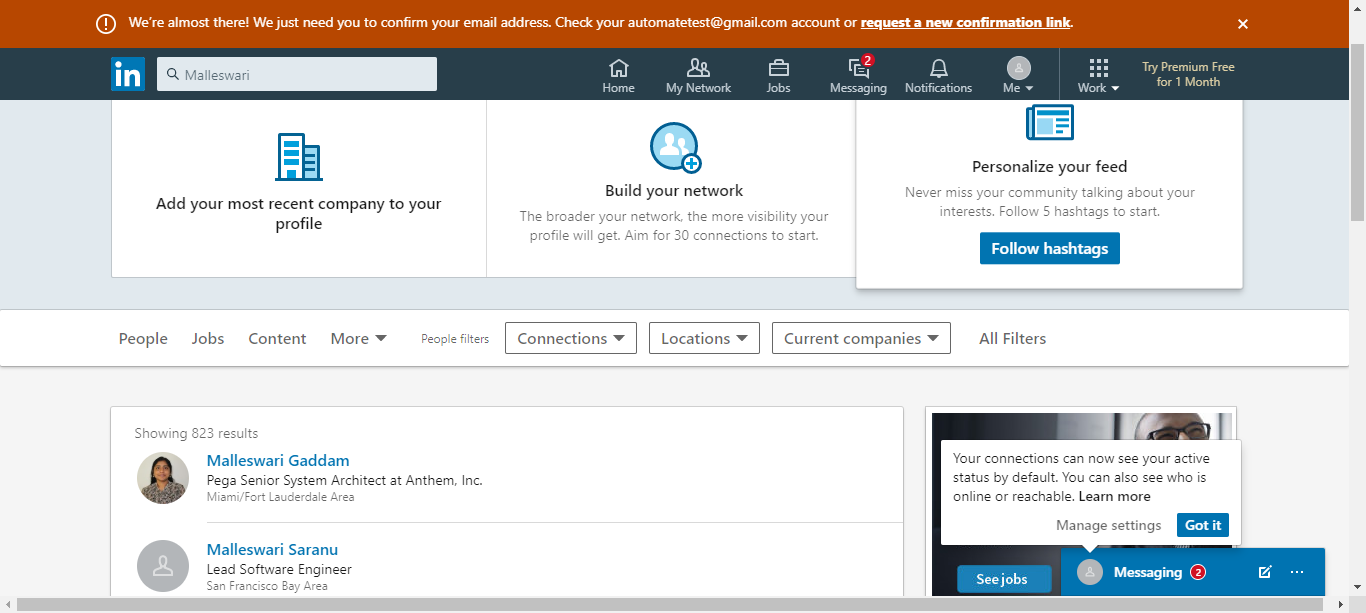 We're almost there! We just need you to confirm your email address. Check your automatetest@gmail.com account or request a new confirmation link.
in
Malleswari
Home
My Network
Jobs
2
Messaging
Notifications
Me
Work
Try Premium Free
for 1 Month
Add your most recent company to your
profile
Build your network
The broader your network, the more visibility your
profile will get. Aim for 30 connections to start.
Personalize your feed
Never miss your community talking about your
interests. Follow 5 hashtags to start.
Follow hashtags
People
Jobs
Content
More
People filters
Connections
Locations
Current companies
All Filters
Showing 823 results
Malleswari Gaddam
Pega Senior System Architect at Anthem, Inc.
Miami/Fort Lauderdale Area
Malleswari Saranu
Lead Software Engineer
San Francisco Bay Area
Your connections can now see your active
status by default. You can also see who is
online or reachable. Learn more
Manage settings
Got it
See jobs
Messaging 2